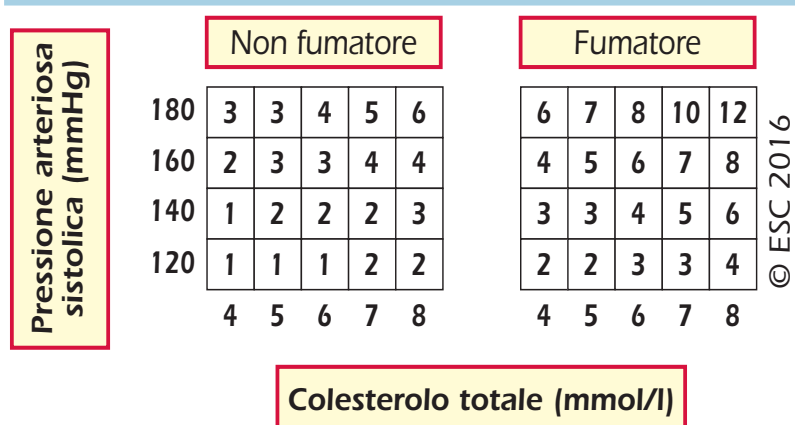 Non fumatore Fumatore
Pressione arteriosa
sistolica (mmHg)
180 3 3 4 5 6 6 7 8 10 12
160 2 3 3 4 4 4 5 6 7 8
140 1 2 2 2 3 3 3 4 5 6
120 1 1 1 2 2 2 2 3 3 4
4 5 6 7 8 4 5 6 7 8
Colesterolo totale (mmol/l)
© ESC 2016